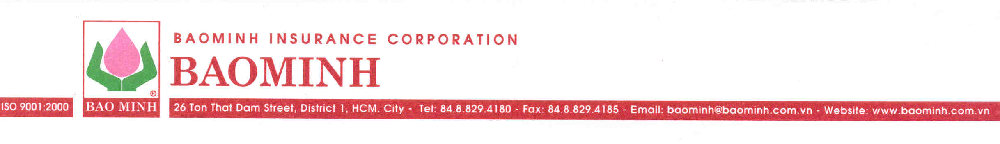 BAOMINH INSURANCE CORPORATION
BAOMINH
®
ISO 9001:2000
BAO MINH
26 Ton That Dam Street, District 1, HCM. City - Tel: 84.8.829.4180 - Fax: 84.8.829.4185 - Email: baominh@baominh.com.vn - Website: www.baominh.com.vn